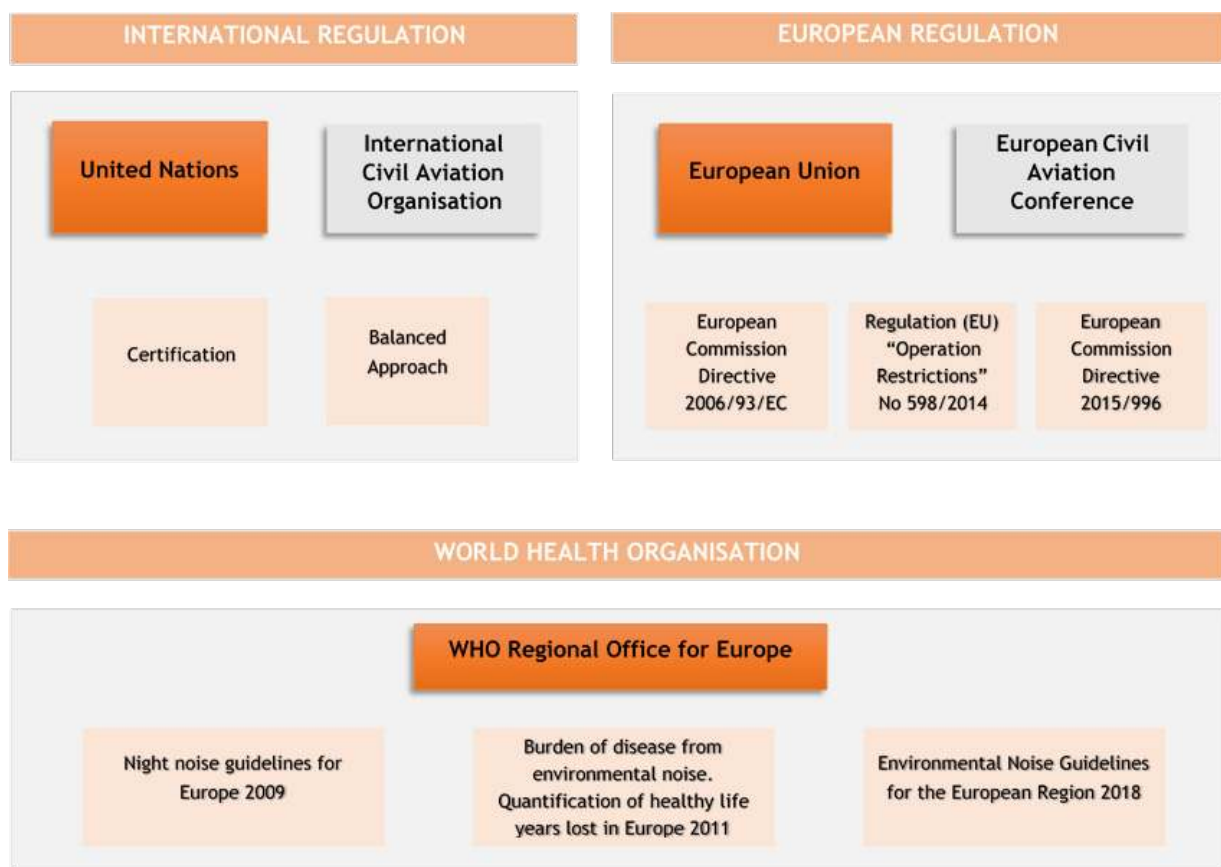 INTERNATIONAL REGULATION
United Nations
International
Civil Aviation
Organisation
Certification
Balanced
Approach
EUROPEAN REGULATION
European Union
European Civil
Aviation
Conference
European
Commission
Directive
2006/93/EC
Regulation (EU)
“Operation
Restrictions”
No 598/2014
European
Commission
Directive
2015/996
WORLD HEALTH ORGANISATION
WHO Regional Office for Europe
Night noise guidelines for
Europe 2009
Burden of disease from
environmental noise.
Quantification of healthy life
years lost in Europe 2011
Environmental Noise Guidelines
for the European Region 2018